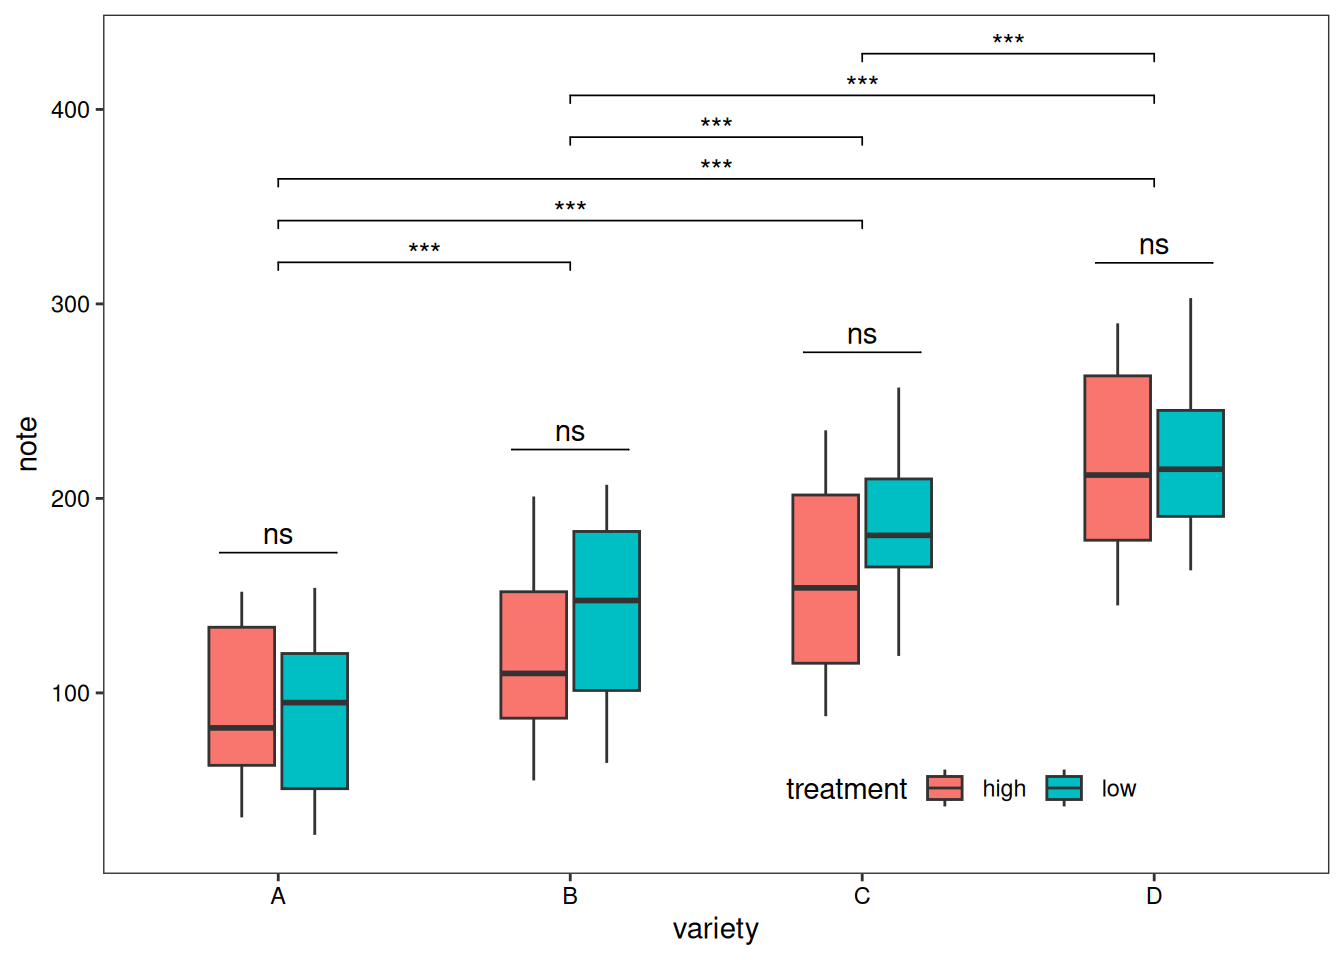 ***
***
400
***
***
***
***
ns
300
ns
ns
note
200
ns
100
treatment high low
A B C D
variety